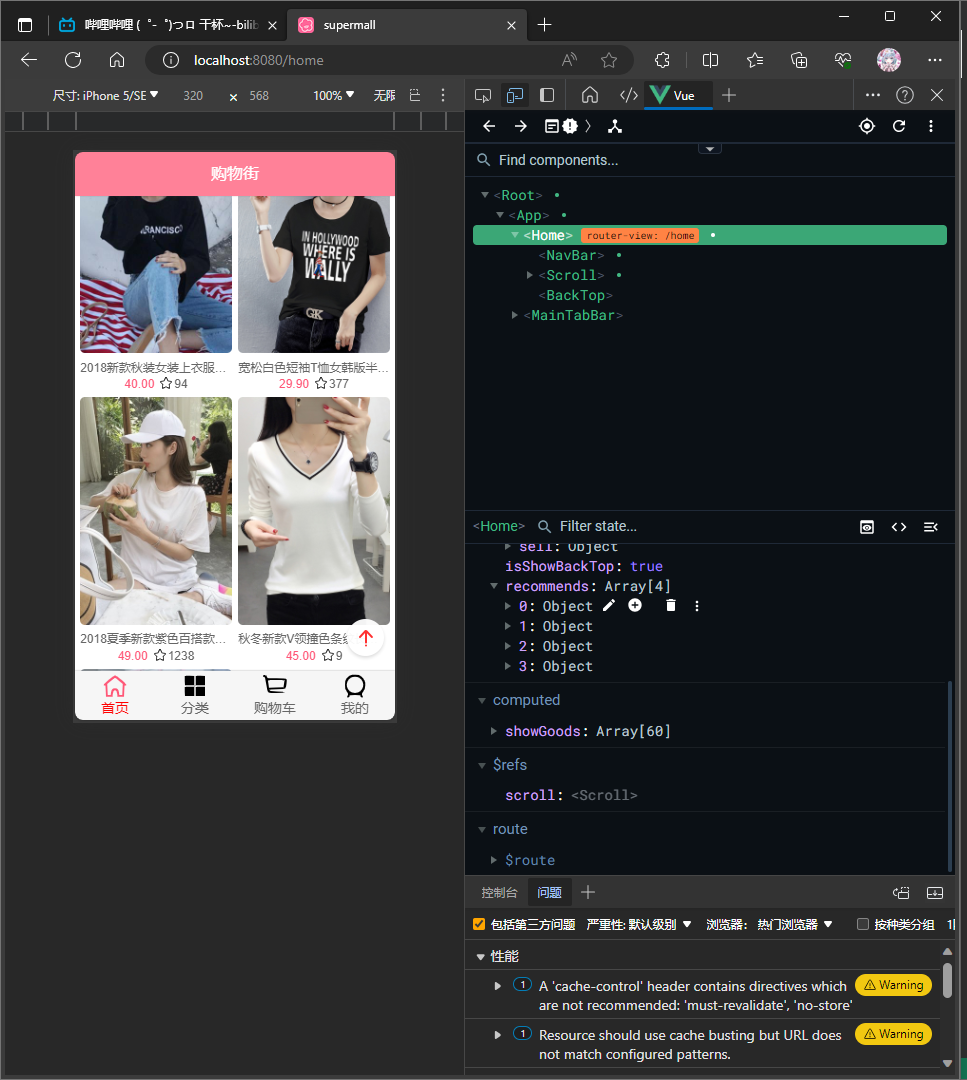 哔哩哔哩 (゜-゜)つロ 干杯~-bilib
supermall
localhost:8080/home
尺寸: iPhone 5/SE
320
568
100%
无限
Vue
Find components...
<Root>
<App>
<Home> router-view: /home
<NavBar>
<Scroll>
<BackTop>
<MainTabBar>
购物街
FRANCISCO
IN HOLLYWOOD
WHERE IS
WALLY
GK
2018新款秋装女装上衣服...
宽松白色短袖T恤女韩版半...
40.00 94
29.90 377
2018夏季新款紫色百搭款...
秋冬新款V领撞色条纹
49.00 1238
45.00 9
首页
分类
购物车
我的
<Home>
Filter state...
sell: Object
isShowBackTop: true
recommends: Array[4]
0: Object
1: Object
2: Object
3: Object
computed
showGoods: Array[60]
$refs
scroll: <Scroll>
route
$route
控制台
问题
包括第三方问题
严重性: 默认级别
浏览器: 热门浏览器
按种类分组
性能
1 A 'cache-control' header contains directives which
are not recommended: 'must-revalidate', 'no-store'
Warning
1 Resource should use cache busting but URL does
not match configured patterns.
Warning